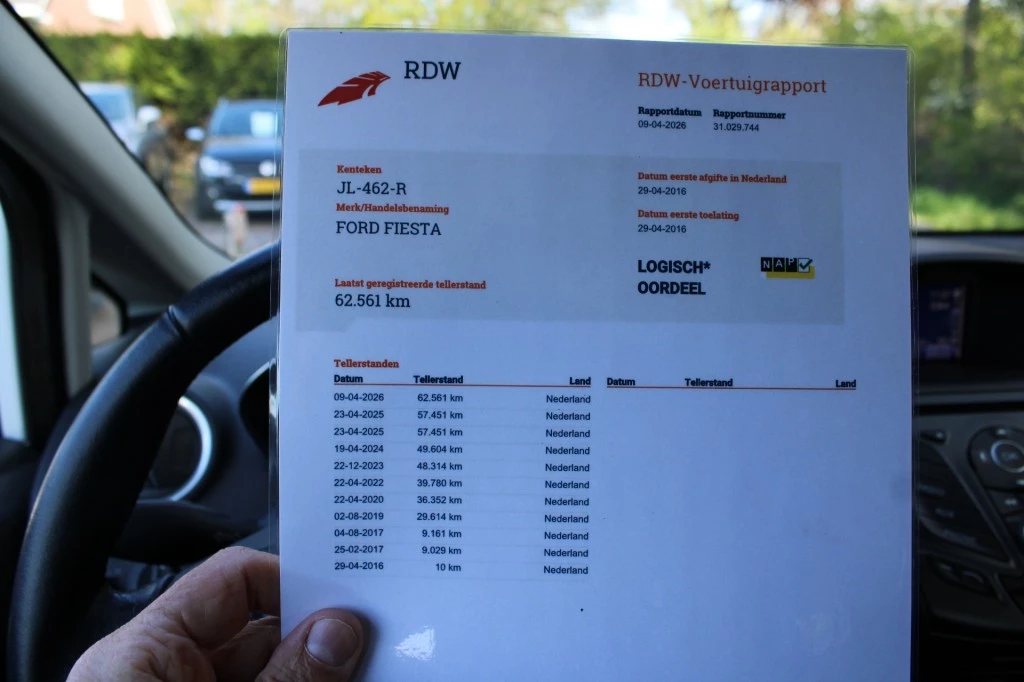 RDW
RDW-Voertuigrapport
Rapportdatum Rapportnummer
09-04-2026 31.029.744
Kenteken
JL-462-R
Merk/Handelsbenaming
FORD FIESTA
Laatst geregistreerde tellerstand
62.561 km
Datum eerste afgifte in Nederland
29-04-2016
Datum eerste toelating
29-04-2016
LOGISCH*
OORDEEL
NAP
Tellerstanden
Datum Tellerstand Land Datum Tellerstand Land
09-04-2026 62.561 km Nederland
23-04-2025 57.451 km Nederland
23-04-2025 57.451 km Nederland
19-04-2024 49.604 km Nederland
22-12-2023 48.314 km Nederland
22-04-2022 39.780 km Nederland
22-04-2020 36.352 km Nederland
02-08-2019 29.614 km Nederland
04-08-2017 9.161 km Nederland
25-02-2017 9.029 km Nederland
29-04-2016 10 km Nederland